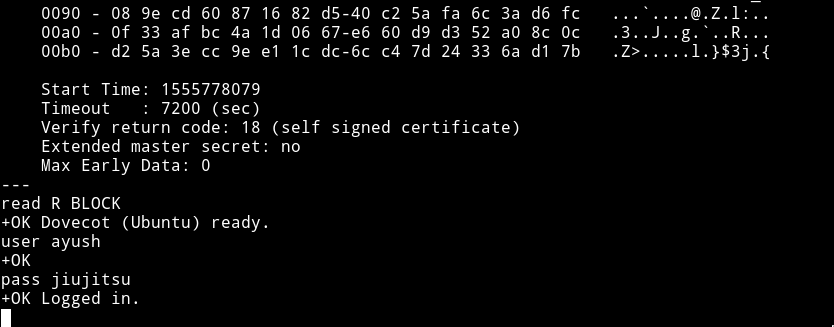 0090 - 08 9e cd 60 87 16 82 d5-40 c2 5a fa 6c 3a d6 fc   ...`....@.Z.l:..
00a0 - 0f 33 af bc 4a 1d 06 67-e6 60 d9 d3 52 a0 8c 0c   .3..J..g.`..R...
00b0 - d2 5a 3e cc 9e e1 1c dc-6c c4 7d 24 33 6a d1 7b   .Z>.....l.}$3j.{
Start Time: 1555778079
Timeout   : 7200 (sec)
Verify return code: 18 (self signed certificate)
Extended master secret: no
Max Early Data: 0
---
read R BLOCK
+OK Dovecot (Ubuntu) ready.
user ayush
+OK
pass jiujitsu
+OK Logged in.